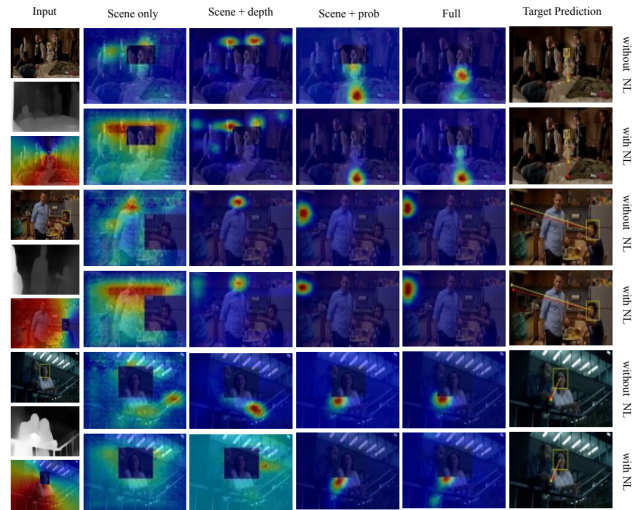 Input Scene only Scene + depth Scene + prob Full Target Prediction
without NL
with NL
without NL
with NL
without NL
with NL